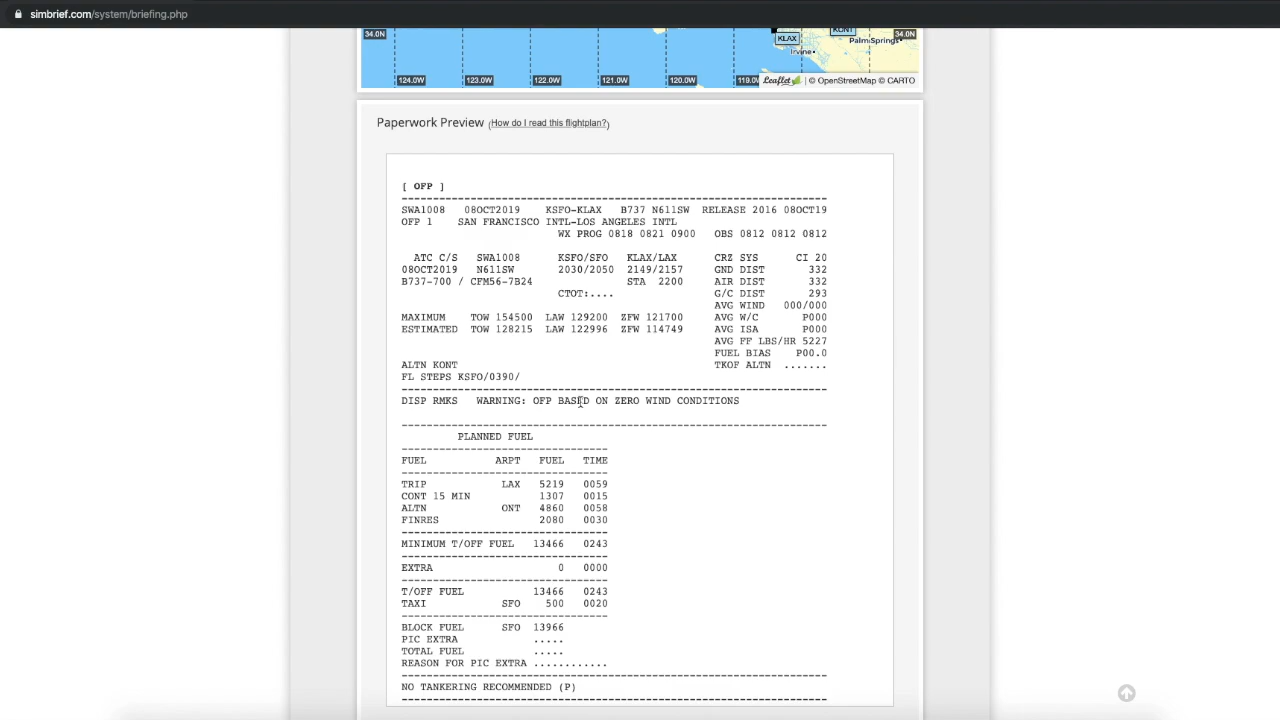 simbrief.com/system/briefing.php
34.0N
KLAX
KONT
Palm Springs
34.0N
Irvine
124.0W 123.0W 122.0W 121.0W 120.0W 119.0W
Leaflet | © OpenStreetMap © CARTO
Paperwork Preview (How do I read this flightplan?)
[ OFP ]
--------------------------------------------------------------------
SWA1008 08OCT2019 KSFO-KLAX B737 N611SW RELEASE 2016 08OCT19
OFP 1 SAN FRANCISCO INTL-LOS ANGELES INTL
WX PROG 0818 0821 0900 OBS 0812 0812 0812
ATC C/S SWA1008 KSFO/SFO KLAX/LAX CRZ SYS CI 20
08OCT2019 N611SW 2030/2050 2149/2157 GND DIST 332
B737-700 / CFM56-7B24 STA 2200 AIR DIST 332
CTOT:.... G/C DIST 293
AVG WIND 000/000
MAXIMUM TOW 154500 LAW 129200 ZFW 121700 AVG W/C P000
ESTIMATED TOW 128215 LAW 122996 ZFW 114749 AVG ISA P000
AVG FF LBS/HR 5227
FUEL BIAS P00.0
ALTN KONT TKOF ALTN .......
FL STEPS KSFO/0390/
--------------------------------------------------------------------
DISP RMKS WARNING: OFP BASED ON ZERO WIND CONDITIONS
--------------------------------------------------------------------
PLANNED FUEL
---------------------------------
FUEL ARPT FUEL TIME
---------------------------------
TRIP LAX 5219 0059
CONT 15 MIN 1307 0015
ALTN ONT 4860 0058
FINRES 2080 0030
---------------------------------
MINIMUM T/OFF FUEL 13466 0243
---------------------------------
EXTRA 0 0000
---------------------------------
T/OFF FUEL 13466 0243
TAXI SFO 500 0020
---------------------------------
BLOCK FUEL SFO 13966
PIC EXTRA .....
TOTAL FUEL .....
REASON FOR PIC EXTRA ............
--------------------------------------------------------------------
NO TANKERING RECOMMENDED (P)
--------------------------------------------------------------------